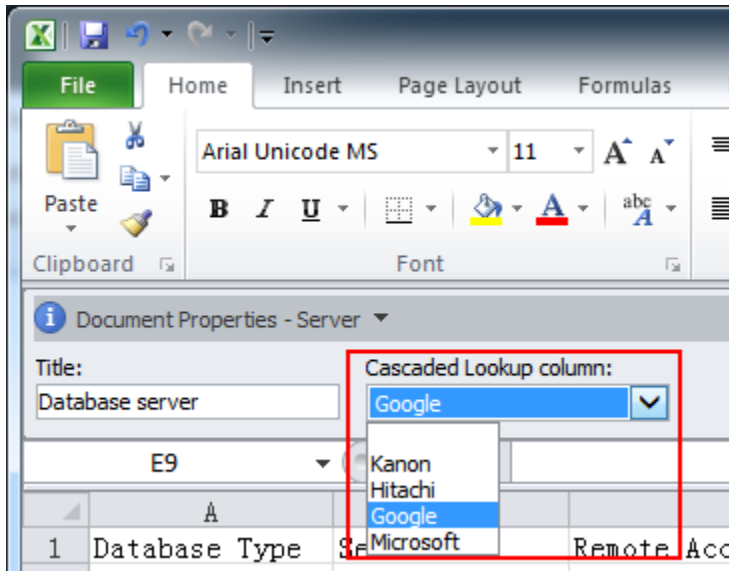 File Home Insert Page Layout Formulas
Arial Unicode MS 11 A A
Paste B I U A abc A
Clipboard Font
Document Properties - Server
Title: Cascaded Lookup column:
Database server Google
E9
Kanon
Hitachi
Google
Microsoft
A
1 Database Type Se Remote Acc